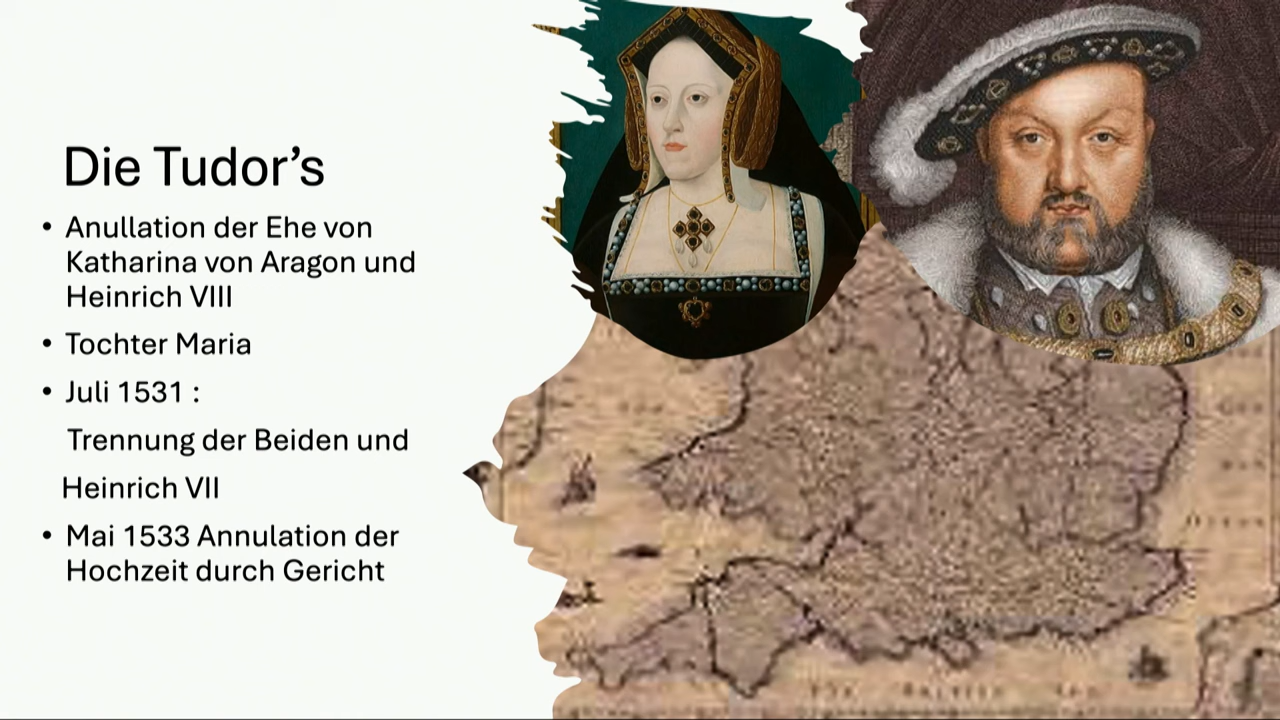 Die Tudor’s
• Anullation der Ehe von
Katharina von Aragon und
Heinrich VIII
• Tochter Maria
• Juli 1531 :
Trennung der Beiden und
Heinrich VII
• Mai 1533 Annulation der
Hochzeit durch Gericht